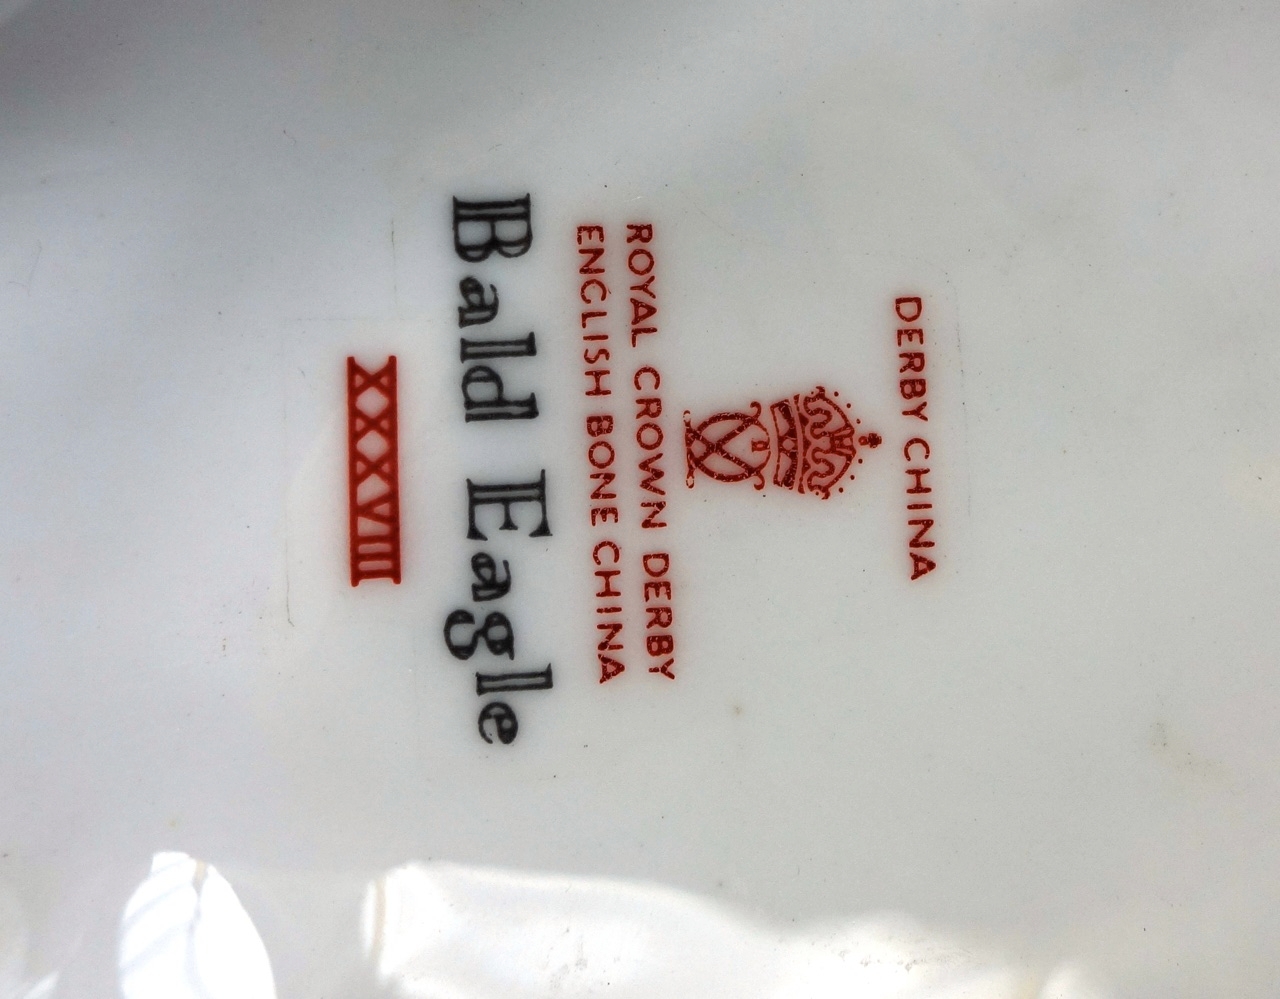 DERBY CHINA
ROYAL CROWN DERBY
ENGLISH BONE CHINA
Bald Eagle
XXXVIII